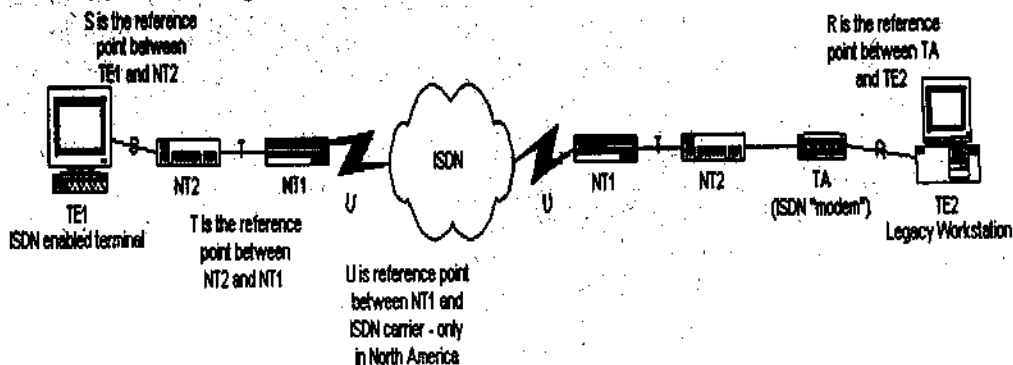 S is the reference
point between
TE1 and NT2
S
NT2
T
NT1
U
TE1
ISDN enabled terminal
T is the reference
point between
NT2 and NT1
ISDN
U is reference point
between NT1 and
ISDN carrier - only
in North America
U
NT1
T
NT2
TA
(ISDN "modem")
R
R is the reference
point between TA
and TE2
TE2
Legacy Workstation